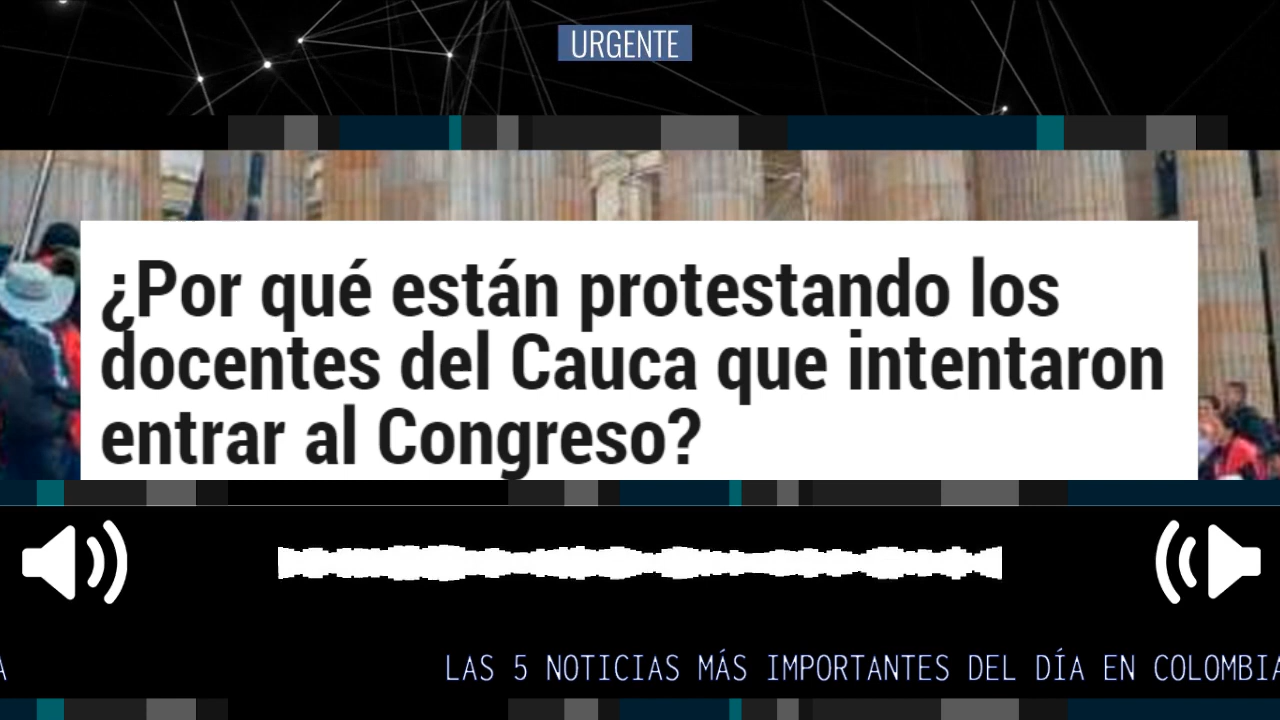 URGENTE
¿Por qué están protestando los
docentes del Cauca que intentaron
entrar al Congreso?
A
LAS 5 NOTICIAS MÁS IMPORTANTES DEL DÍA EN COLOMBIA